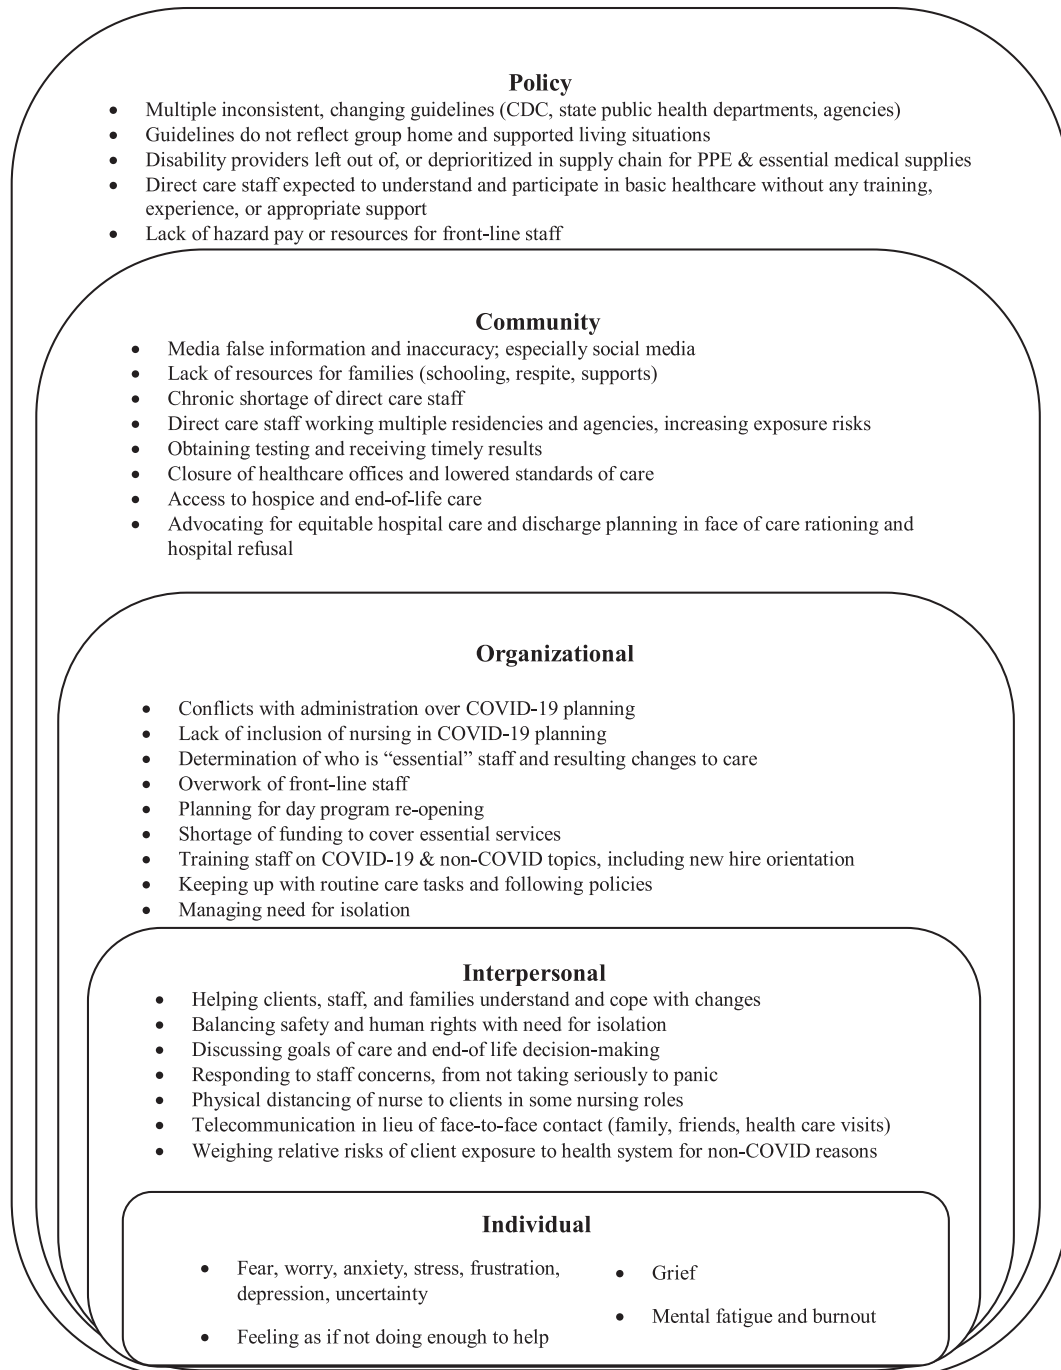 Policy
• Multiple inconsistent, changing guidelines (CDC, state public health departments, agencies)
• Guidelines do not reflect group home and supported living situations
• Disability providers left out of, or deprioritized in supply chain for PPE & essential medical supplies
• Direct care staff expected to understand and participate in basic healthcare without any training,
experience, or appropriate support
• Lack of hazard pay or resources for front-line staff
Community
• Media false information and inaccuracy; especially social media
• Lack of resources for families (schooling, respite, supports)
• Chronic shortage of direct care staff
• Direct care staff working multiple residencies and agencies, increasing exposure risks
• Obtaining testing and receiving timely results
• Closure of healthcare offices and lowered standards of care
• Access to hospice and end-of-life care
• Advocating for equitable hospital care and discharge planning in face of care rationing and
hospital refusal
Organizational
• Conflicts with administration over COVID-19 planning
• Lack of inclusion of nursing in COVID-19 planning
• Determination of who is “essential” staff and resulting changes to care
• Overwork of front-line staff
• Planning for day program re-opening
• Shortage of funding to cover essential services
• Training staff on COVID-19 & non-COVID topics, including new hire orientation
• Keeping up with routine care tasks and following policies
• Managing need for isolation
Interpersonal
• Helping clients, staff, and families understand and cope with changes
• Balancing safety and human rights with need for isolation
• Discussing goals of care and end-of life decision-making
• Responding to staff concerns, from not taking seriously to panic
• Physical distancing of nurse to clients in some nursing roles
• Telecommunication in lieu of face-to-face contact (family, friends, health care visits)
• Weighing relative risks of client exposure to health system for non-COVID reasons
Individual
• Fear, worry, anxiety, stress, frustration,
depression, uncertainty
• Feeling as if not doing enough to help
• Grief
• Mental fatigue and burnout